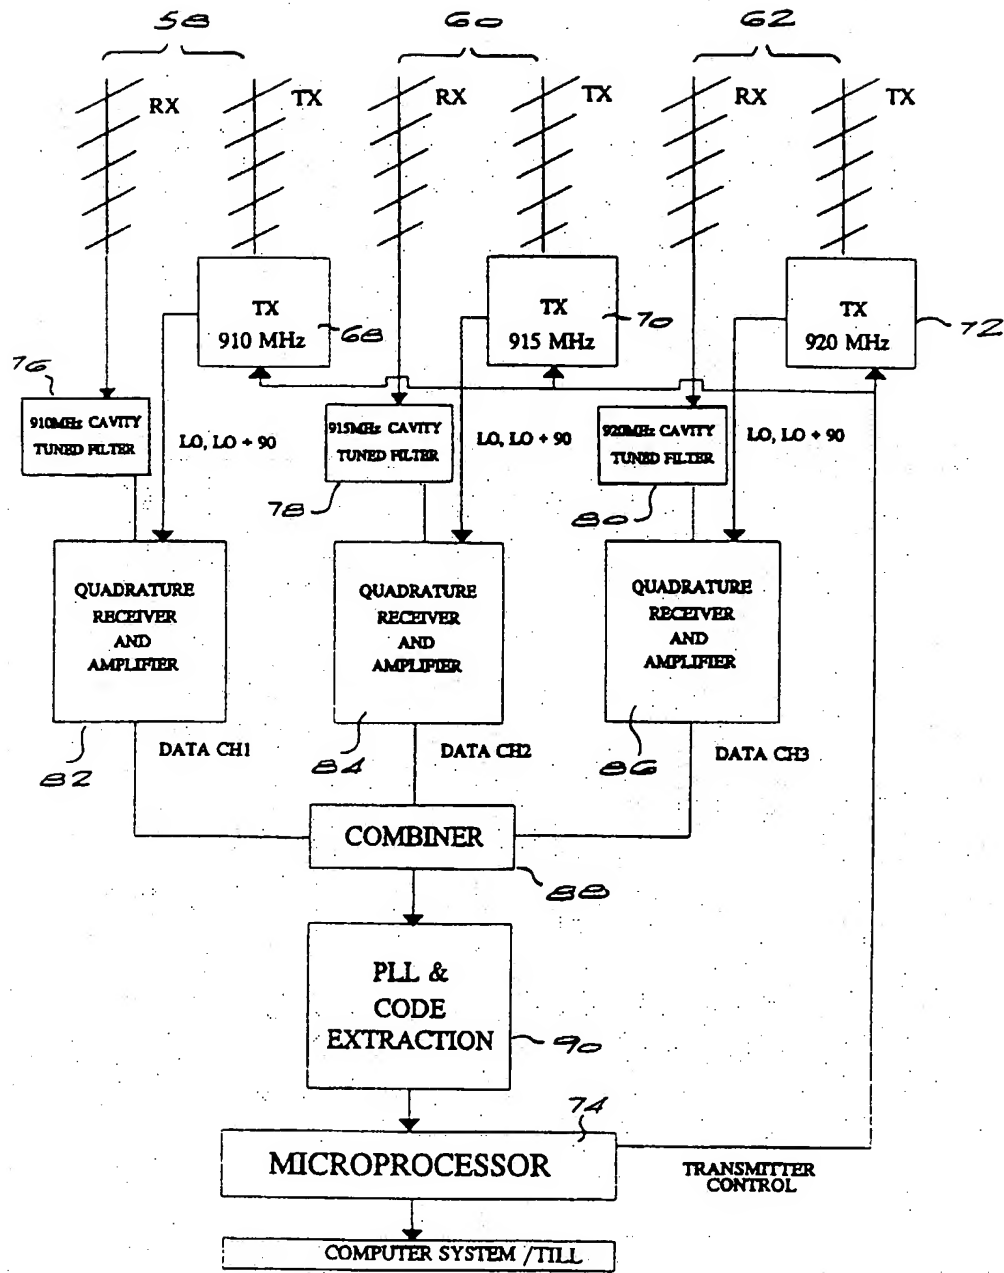 58
60
62
RX
TX
RX
TX
RX
TX
TX
910 MHz
68
TX
915 MHz
70
TX
920 MHz
72
76
910MHz CAVITY
TUNED FILTER
LO, LO + 90
915MHz CAVITY
TUNED FILTER
78
LO, LO + 90
920MHz CAVITY
TUNED FILTER
80
LO, LO + 90
QUADRATURE
RECEIVER
AND
AMPLIFIER
82
QUADRATURE
RECEIVER
AND
AMPLIFIER
84
QUADRATURE
RECEIVER
AND
AMPLIFIER
86
DATA CH1
DATA CH2
DATA CH3
COMBINER
88
PLL &
CODE
EXTRACTION
90
74
MICROPROCESSOR
TRANSMITTER
CONTROL
COMPUTER SYSTEM /TILL